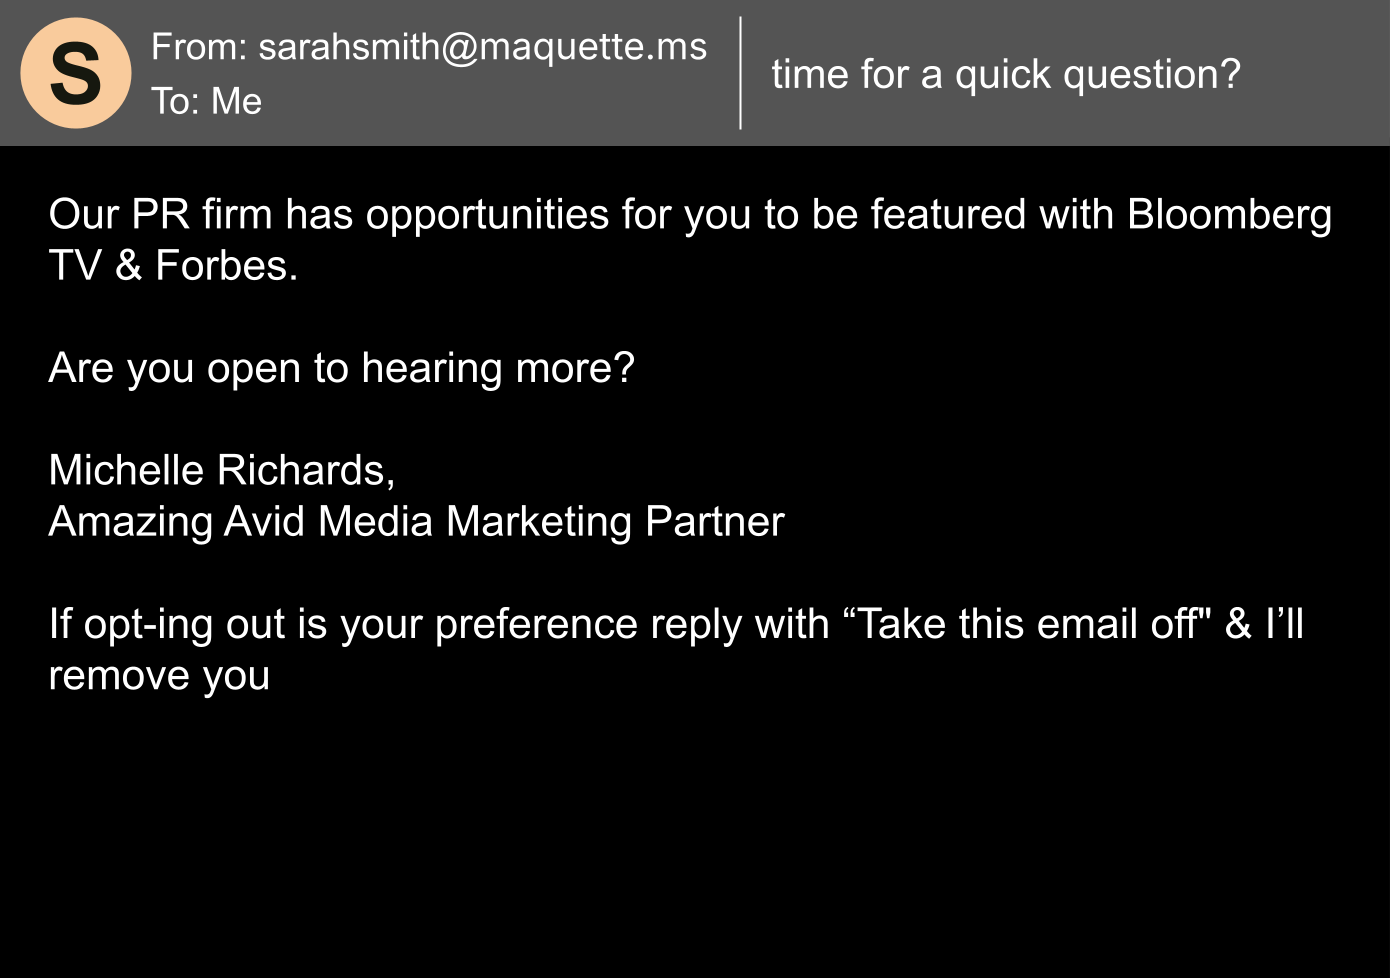 S
From: sarahsmith@maquette.ms
To: Me
time for a quick question?
Our PR firm has opportunities for you to be featured with Bloomberg
TV & Forbes.
Are you open to hearing more?
Michelle Richards,
Amazing Avid Media Marketing Partner
If opt-ing out is your preference reply with “Take this email off" & I’ll
remove you